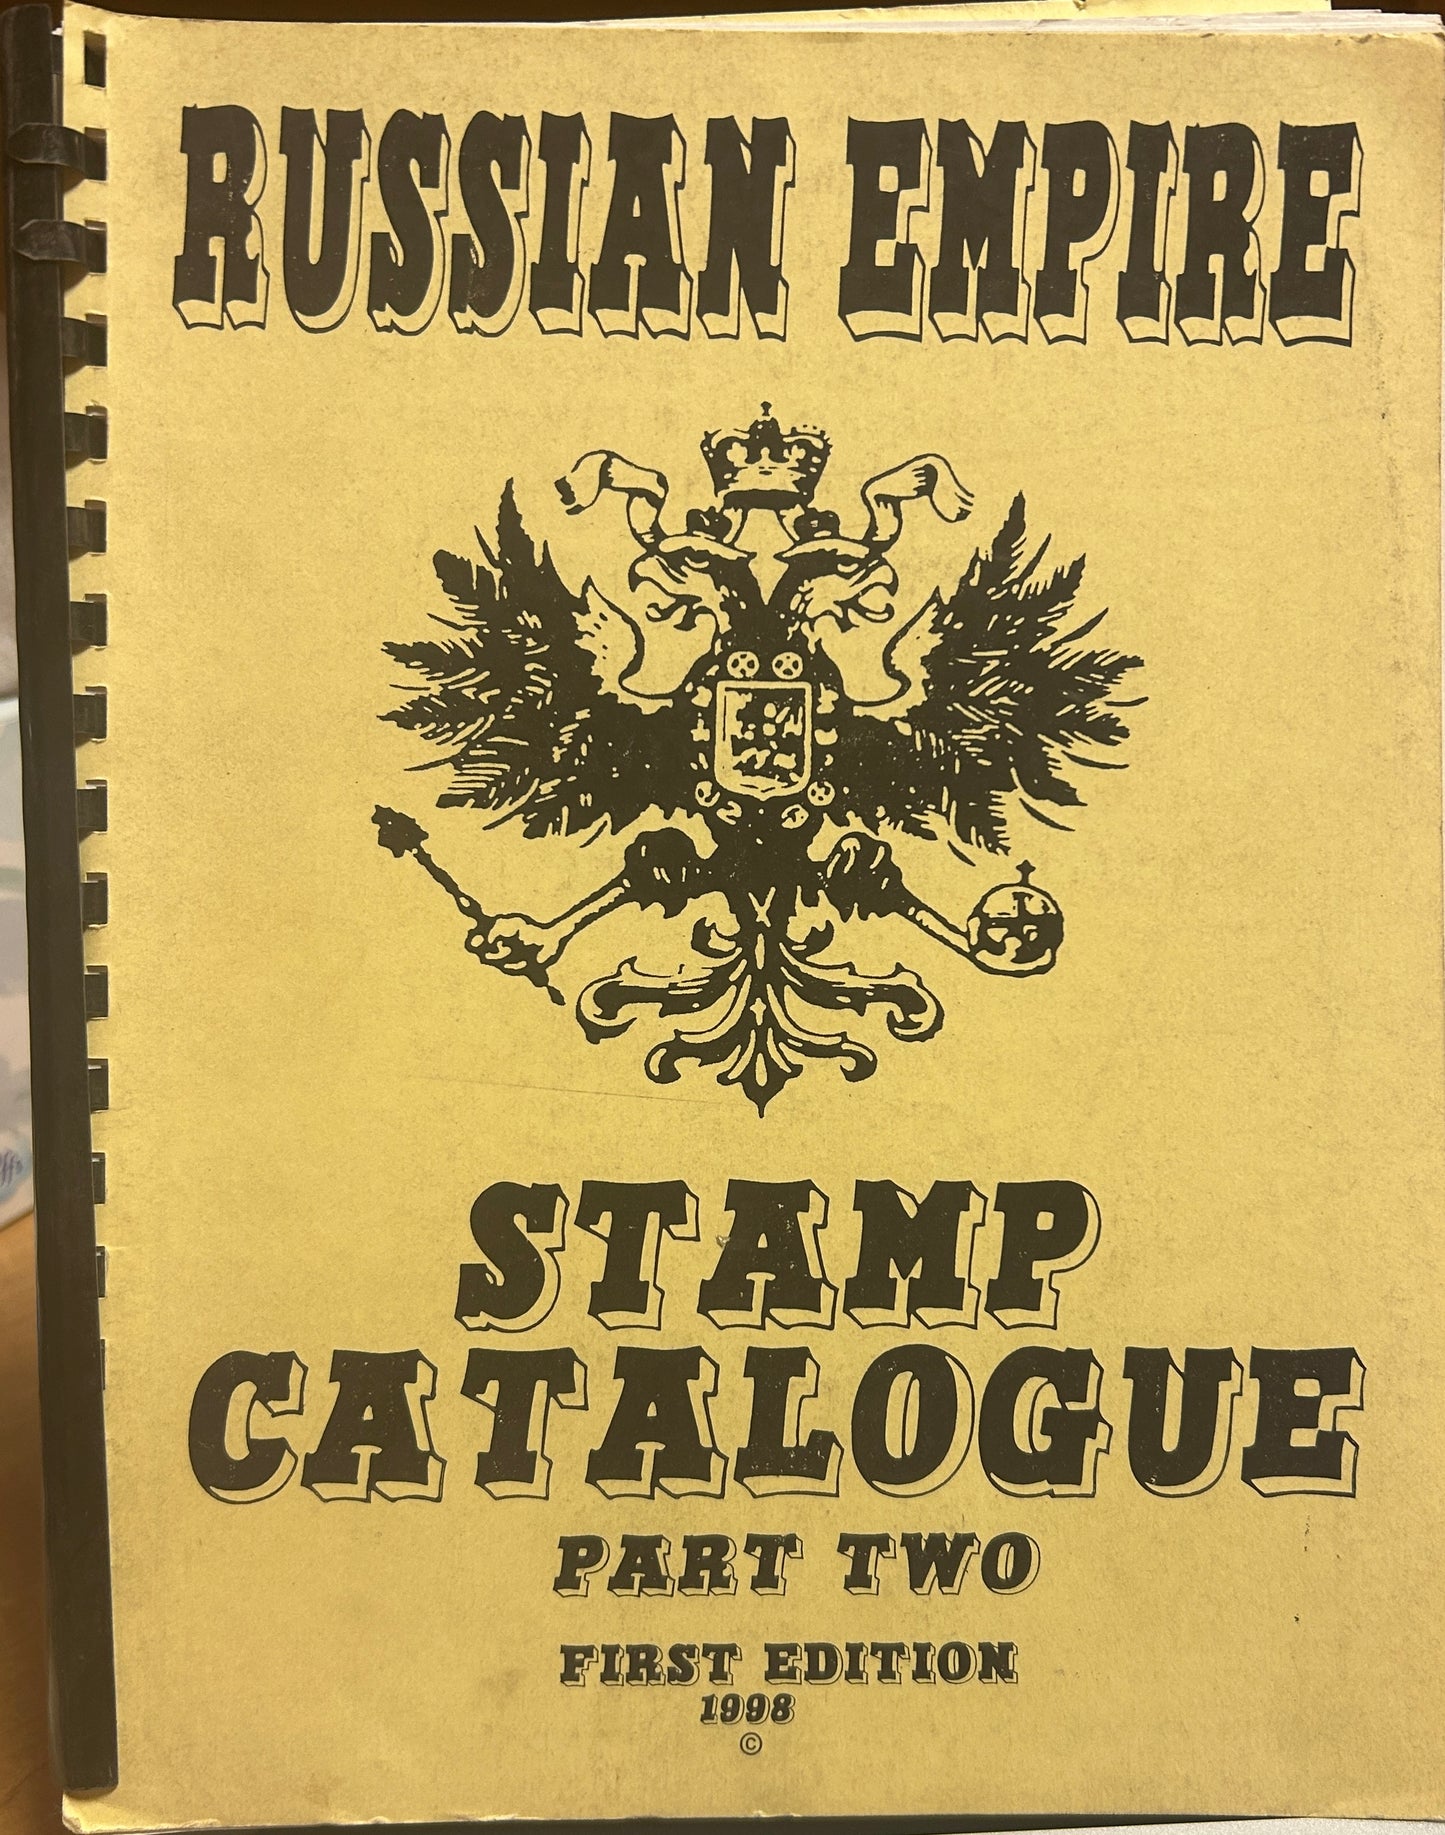 RUSSIAN EMPIRE
STAMP
CATALOGUE
PART TWO
FIRST EDITION
1998
©